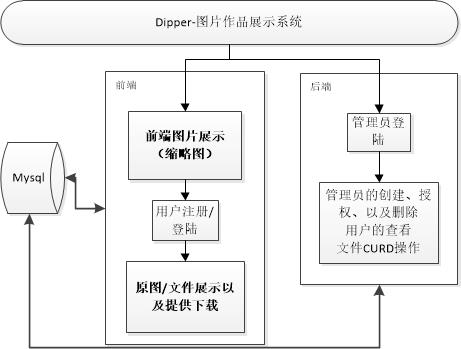 Dipper-图片作品展示系统
前端
前端图片展示
（缩略图）
用户注册/
登陆
原图/文件展示以
及提供下载
Mysql
后端
管理员登
陆
管理员的创建、授
权、以及删除
用户的查看
文件CURD操作